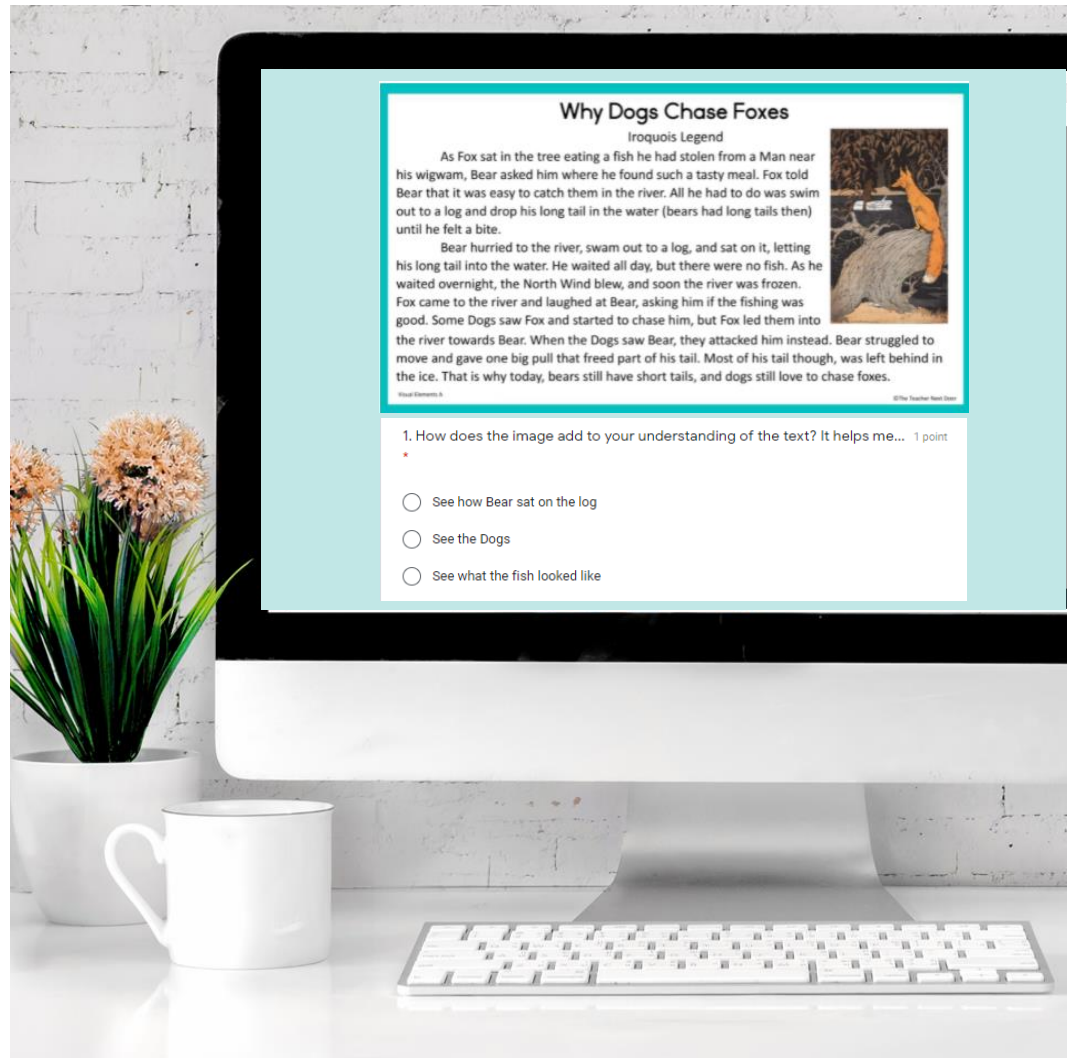 Why Dogs Chase Foxes
Iroquois Legend
As Fox sat in the tree eating a fish he had stolen from a Man near
his wigwam, Bear asked him where he found such a tasty meal. Fox told
Bear that it was easy to catch them in the river. All he had to do was swim
out to a log and drop his long tail in the water (bears had long tails then)
until he felt a bite.
Bear hurried to the river, swam out to a log, and sat on it, letting
his long tail into the water. He waited all day, but there were no fish. As he
waited overnight, the North Wind blew, and soon the river was frozen.
Fox came to the river and laughed at Bear, asking him if the fishing was
good. Some Dogs saw Fox and started to chase him, but Fox led them into
the river towards Bear. When the Dogs saw Bear, they attacked him instead. Bear struggled to
move and gave one big pull that freed part of his tail. Most of his tail though, was left behind in
the ice. That is why today, bears still have short tails, and dogs still love to chase foxes.
Visual Elements A
©The Teacher Next Door
1. How does the image add to your understanding of the text? It helps me... 1 point
*
See how Bear sat on the log
See the Dogs
See what the fish looked like